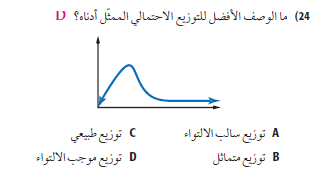 24) ما الوصف الأفضل للتوزيع الاحتمالي الممثّل أدناه؟ D
A توزيع سالب الالتواء C توزيع طبيعي
B توزيع متماثل D توزيع موجب الالتواء